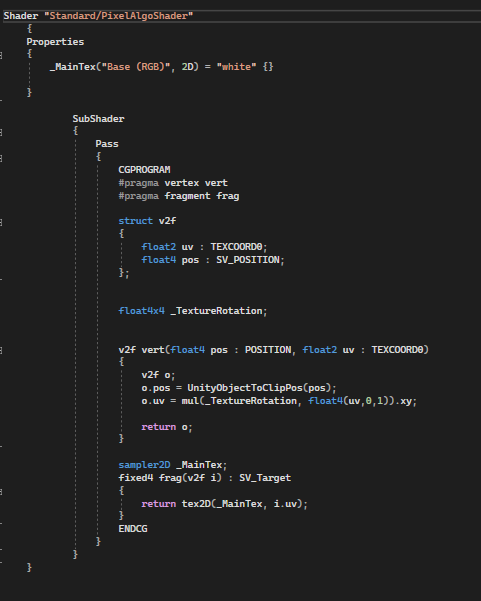 Shader "Standard/PixelAlgoShader"
{
Properties
{
_MainTex("Base (RGB)", 2D) = "white" {}
}
SubShader
{
Pass
{
CGPROGRAM
#pragma vertex vert
#pragma fragment frag
struct v2f
{
float2 uv : TEXCOORD0;
float4 pos : SV_POSITION;
};
float4x4 _TextureRotation;
v2f vert(float4 pos : POSITION, float2 uv : TEXCOORD0)
{
v2f o;
o.pos = UnityObjectToClipPos(pos);
o.uv = mul(_TextureRotation, float4(uv,0,1)).xy;
return o;
}
sampler2D _MainTex;
fixed4 frag(v2f i) : SV_Target
{
return tex2D(_MainTex, i.uv);
}
ENDCG
}
}
}